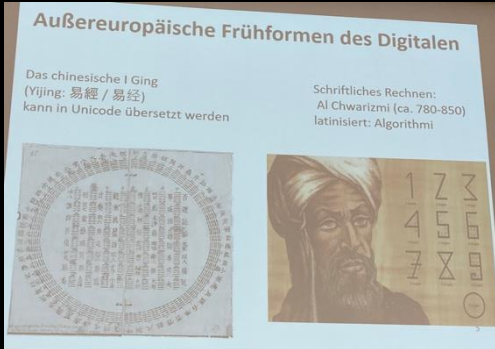 Außereuropäische Frühformen des Digitalen
Das chinesische I Ging
(Yijing: 易經 / 易经)
kann in Unicode übersetzt werden
Schriftliches Rechnen:
Al Chwarizmi (ca. 780-850)
latinisiert: Algorithmi
1 2 3
4 5 6
7 8 9